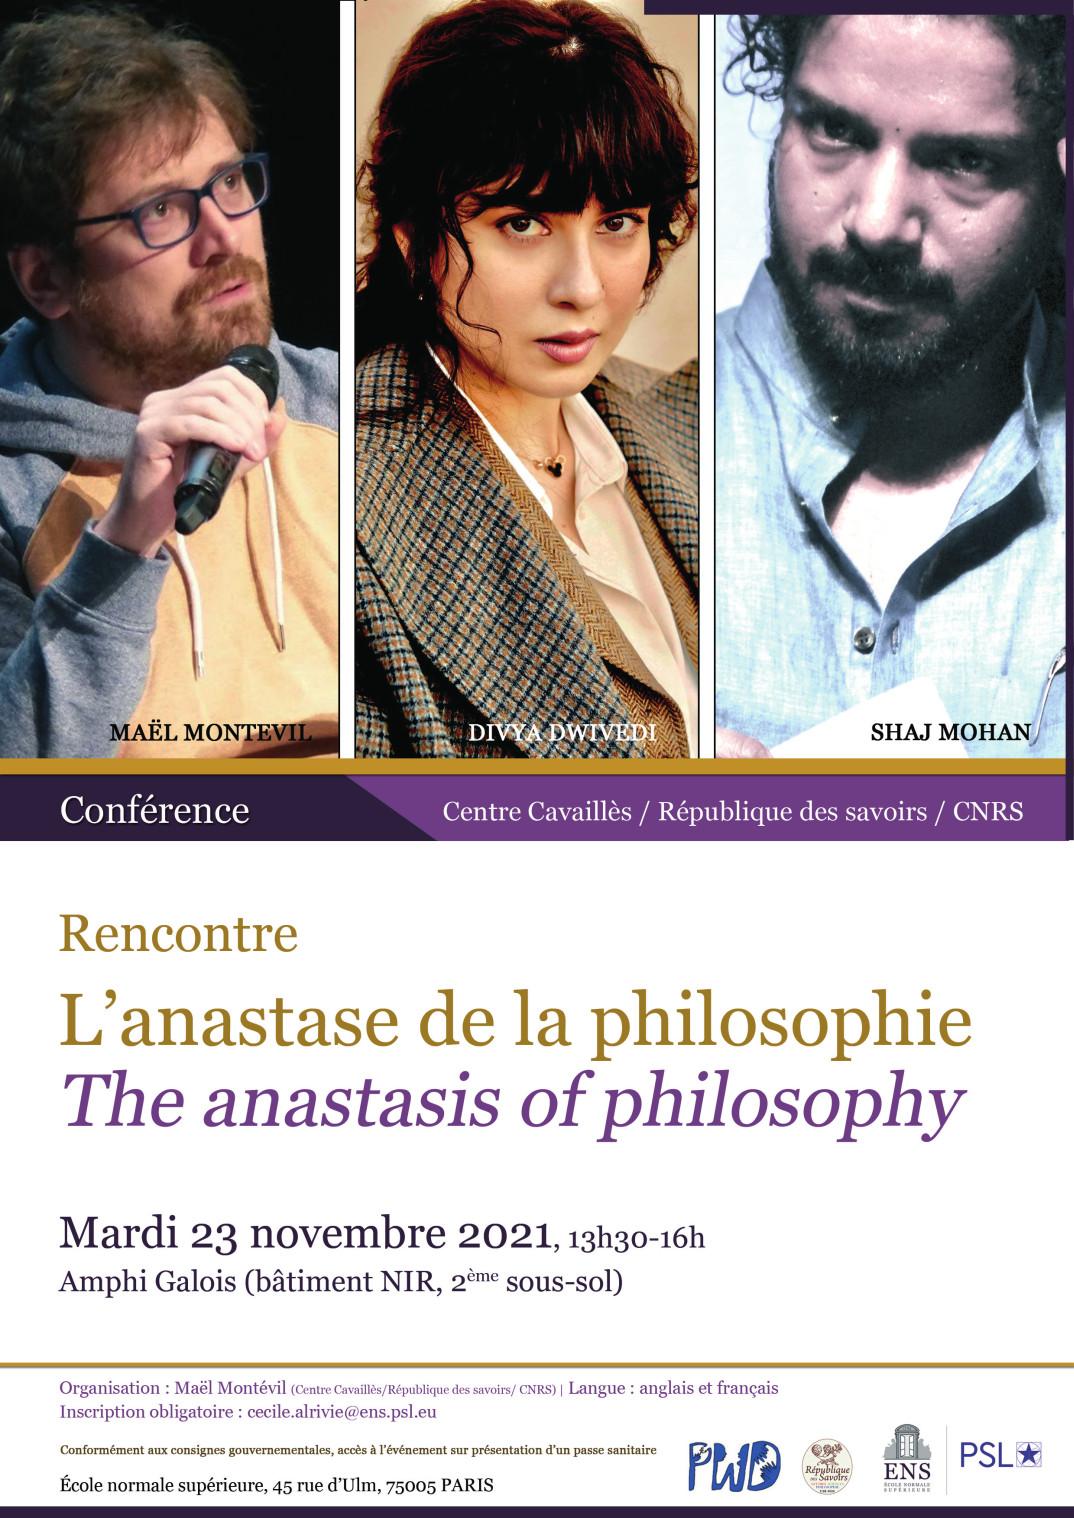 MAËL MONTEVIL
DIVYA DWIVEDI
SHAJ MOHAN
Conférence
Centre Cavaillès / République des savoirs / CNRS
Rencontre
L’anastase de la philosophie
The anastasis of philosophy
Mardi 23 novembre 2021, 13h30-16h
Amphi Galois (bâtiment NIR, 2ème sous-sol)
Organisation : Maël Montévil (Centre Cavaillès/République des savoirs/ CNRS) | Langue : anglais et français
Inscription obligatoire : cecile.alrivie@ens.psl.eu
Conformément aux consignes gouvernementales, accès à l’événement sur présentation d’un passe sanitaire
École normale supérieure, 45 rue d’Ulm, 75005 PARIS
PWD
République
des Savoirs
ENS
ÉCOLE NORMALE
SUPÉRIEURE
PSL